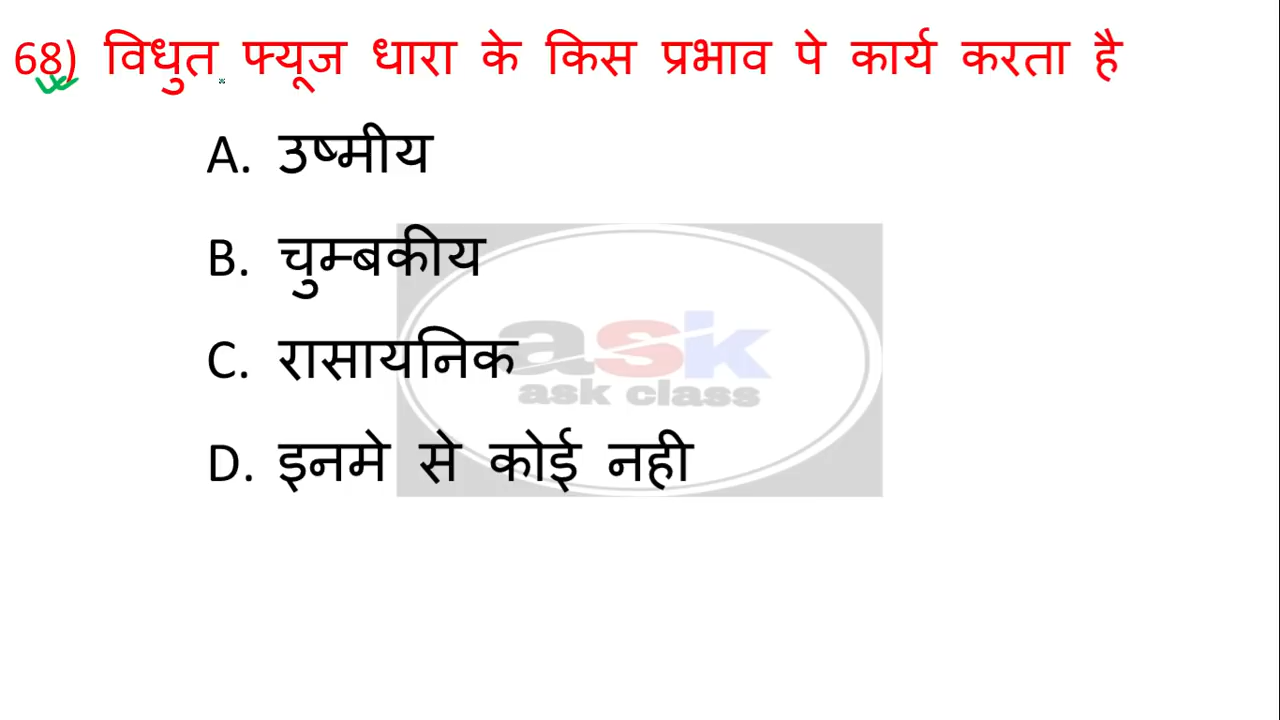 68) विधुत फ्यूज धारा के किस प्रभाव पे कार्य करता है
A. उष्मीय
B. चुम्बकीय
C. रासायनिक
D. इनमे से कोई नही
ask
ask class